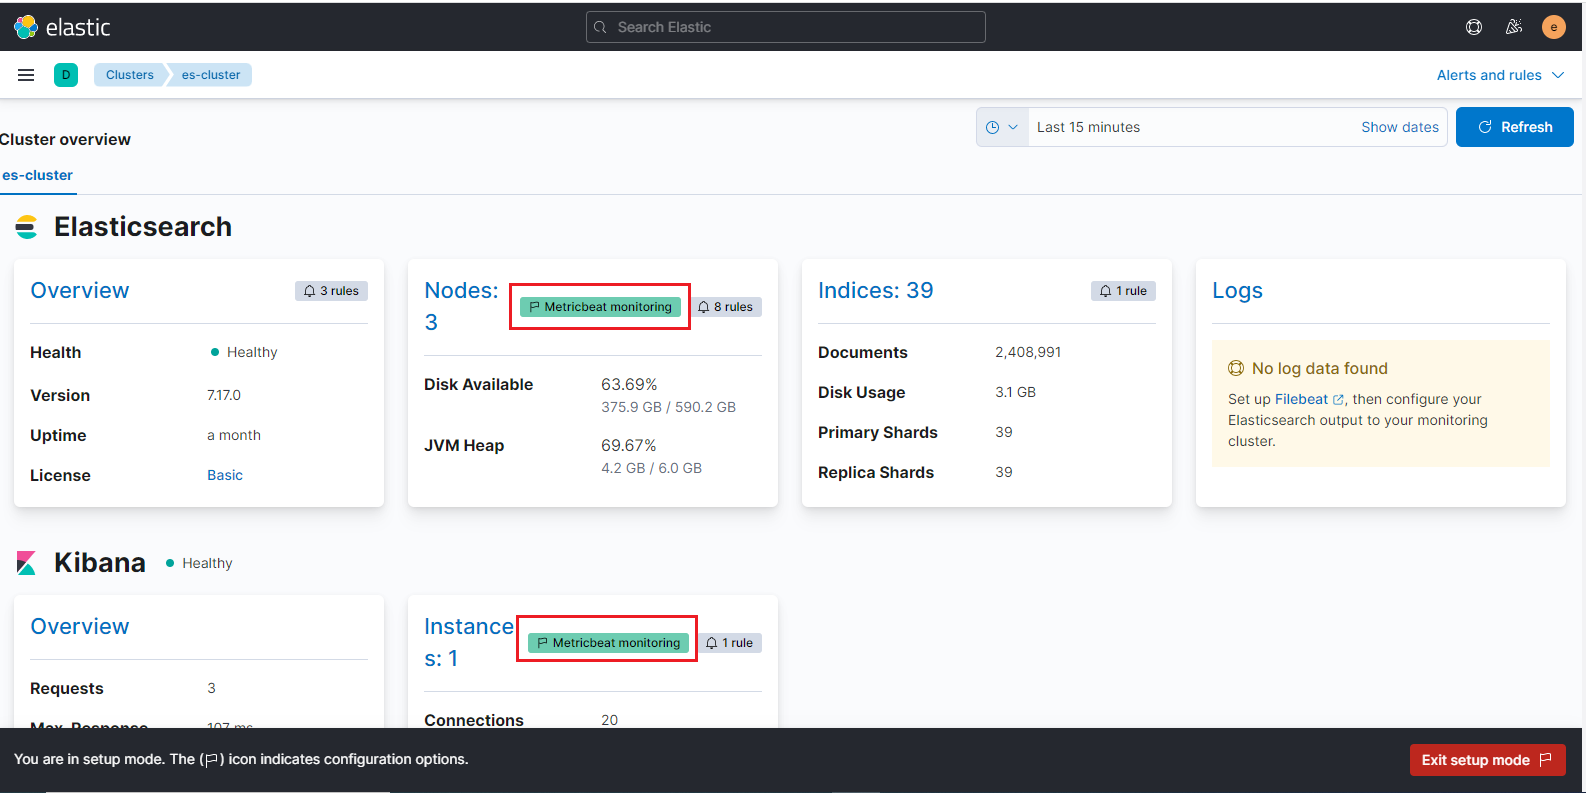 elastic
Search Elastic
e
D
Clusters
es-cluster
Alerts and rules
Cluster overview
Last 15 minutes
Show dates
Refresh
es-cluster
Elasticsearch
Overview
3 rules
Health
Healthy
Version
7.17.0
Uptime
a month
License
Basic
Nodes:
3
Metricbeat monitoring
8 rules
Disk Available
63.69%
375.9 GB / 590.2 GB
JVM Heap
69.67%
4.2 GB / 6.0 GB
Indices: 39
1 rule
Documents
2,408,991
Disk Usage
3.1 GB
Primary Shards
39
Replica Shards
39
Logs
No log data found
Set up Filebeat, then configure your
Elasticsearch output to your monitoring
cluster.
Kibana
Healthy
Overview
Requests
3
Max. Response
107 ms
Instance
s: 1
Metricbeat monitoring
1 rule
Connections
20
You are in setup mode. The ( ) icon indicates configuration options.
Exit setup mode